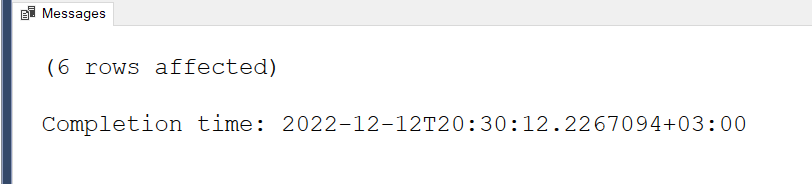 Messages
(6 rows affected)
Completion time: 2022-12-12T20:30:12.2267094+03:00